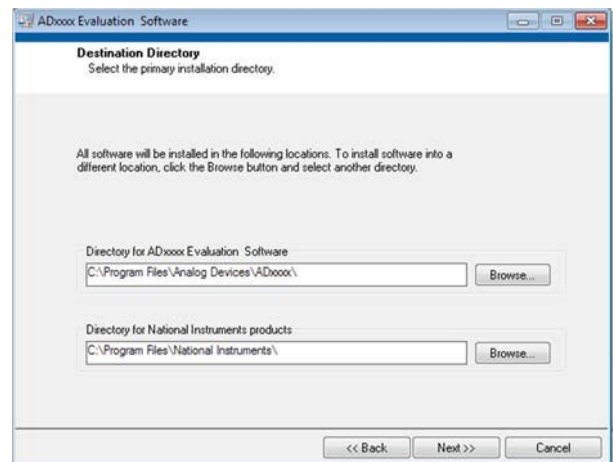 ADxxxx Evaluation Software
Destination Directory
Select the primary installation directory.
All software will be installed in the following locations. To install software into a
different location, click the Browse button and select another directory.
Directory for ADxxxx Evaluation Software
C:\Program Files\Analog Devices\ADxxxx\
Browse...
Directory for National Instruments products
C:\Program Files\National Instruments\
Browse...
<< Back
Next >>
Cancel